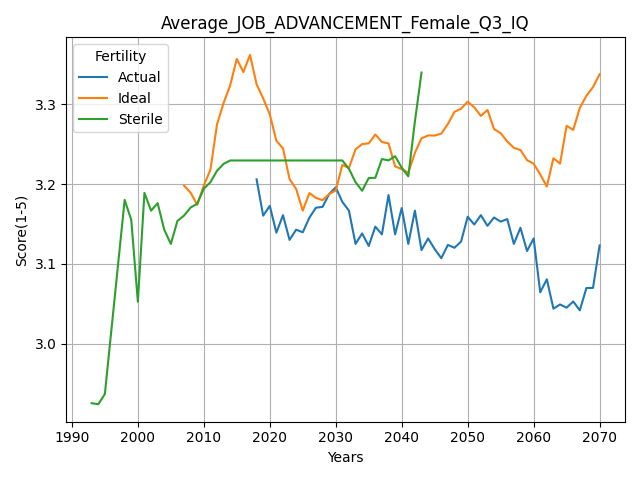 Average_JOB_ADVANCEMENT_Female_Q3_IQ
Fertility
Actual
Ideal
Sterile
Score(1-5)
3.3
3.2
3.1
3.0
1990 2000 2010 2020 2030 2040 2050 2060 2070
Years